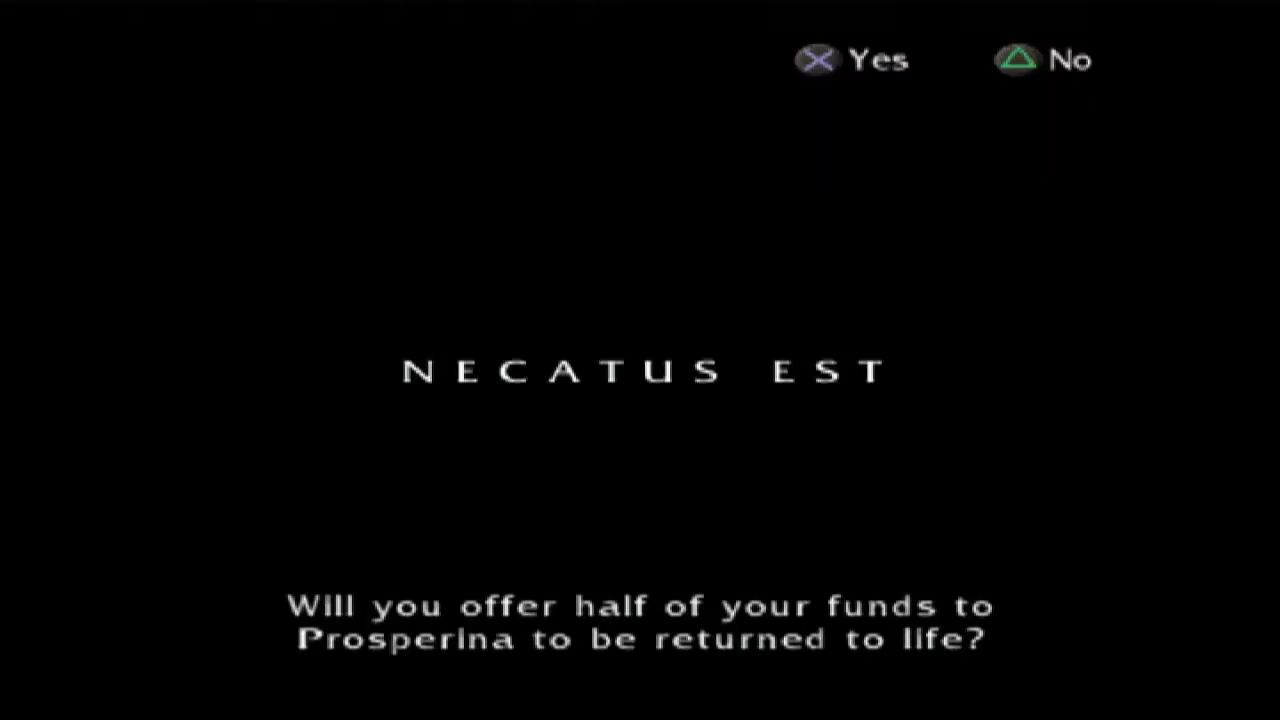 Yes No
NECATUS EST
Will you offer half of your funds to
Prosperina to be returned to life?